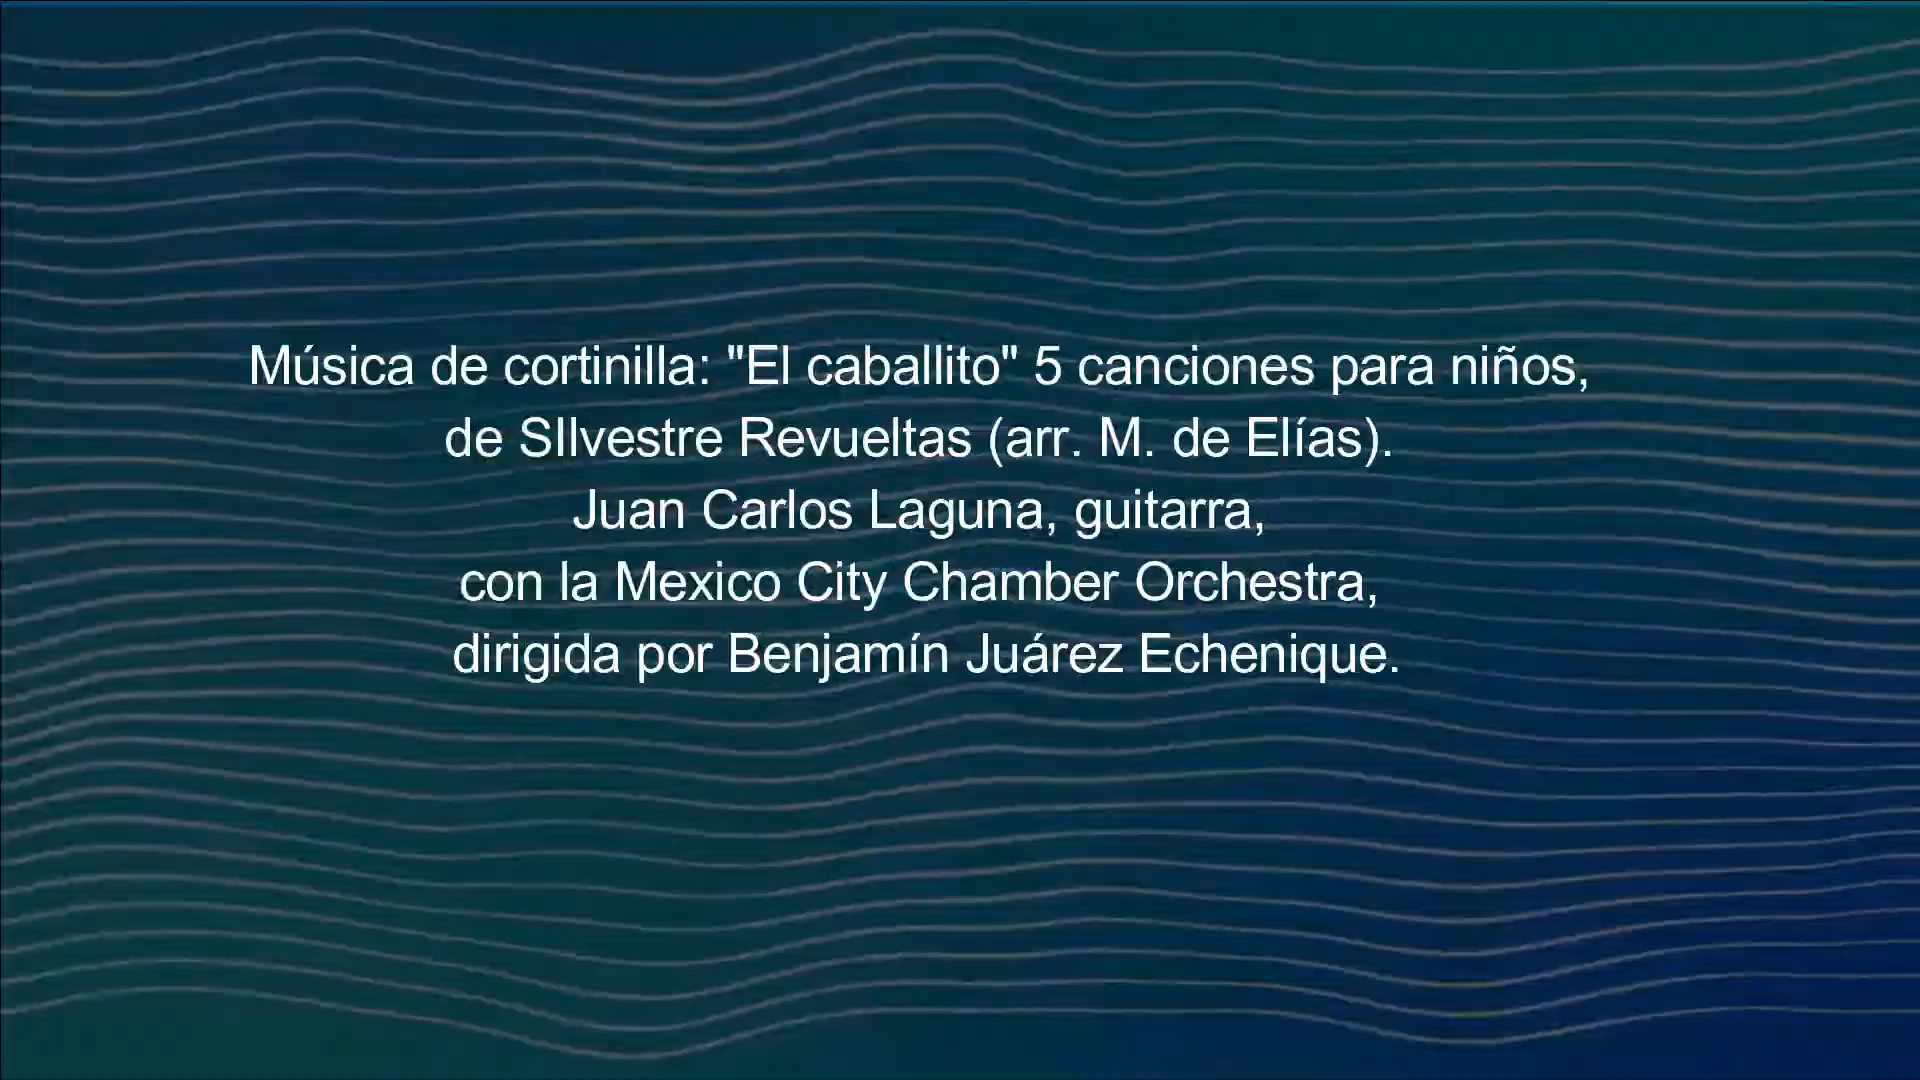 Música de cortinilla: "El caballito" 5 canciones para niños,
de SIlvestre Revueltas (arr. M. de Elías).
Juan Carlos Laguna, guitarra,
con la Mexico City Chamber Orchestra,
dirigida por Benjamín Juárez Echenique.